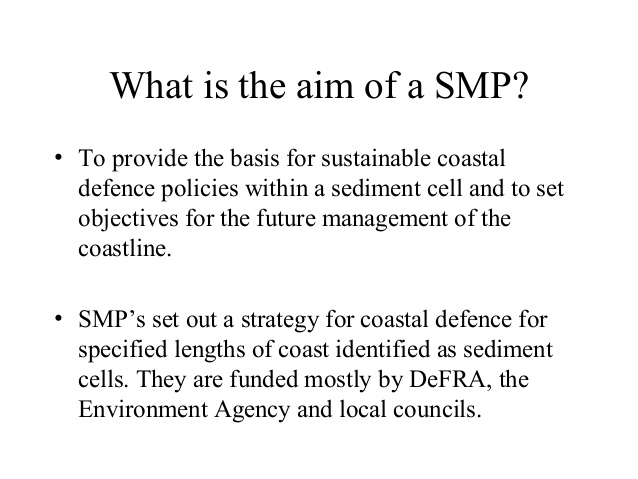 What is the aim of a SMP?
• To provide the basis for sustainable coastal
defence policies within a sediment cell and to set
objectives for the future management of the
coastline.
• SMP’s set out a strategy for coastal defence for
specified lengths of coast identified as sediment
cells. They are funded mostly by DeFRA, the
Environment Agency and local councils.